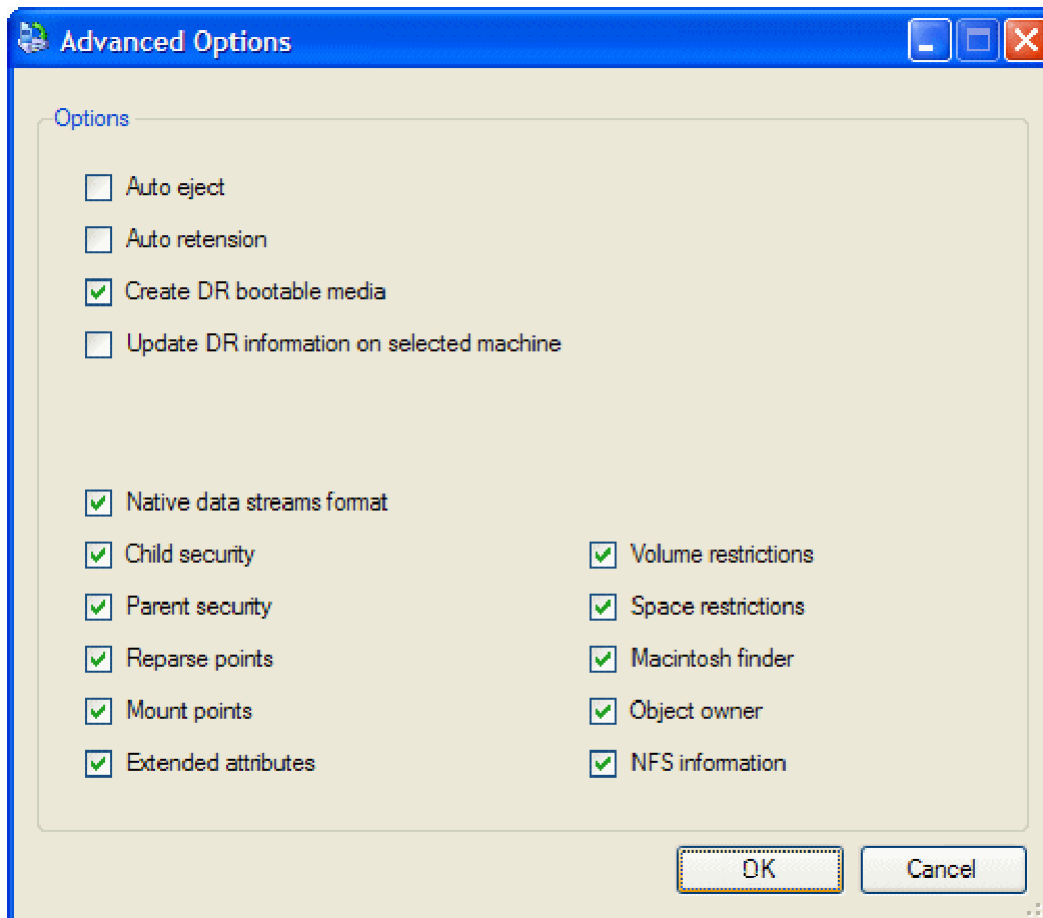 Advanced Options
Options
Auto eject
Auto retension
Create DR bootable media
Update DR information on selected machine
Native data streams format
Child security
Volume restrictions
Parent security
Space restrictions
Reparse points
Macintosh finder
Mount points
Object owner
Extended attributes
NFS information
OK
Cancel